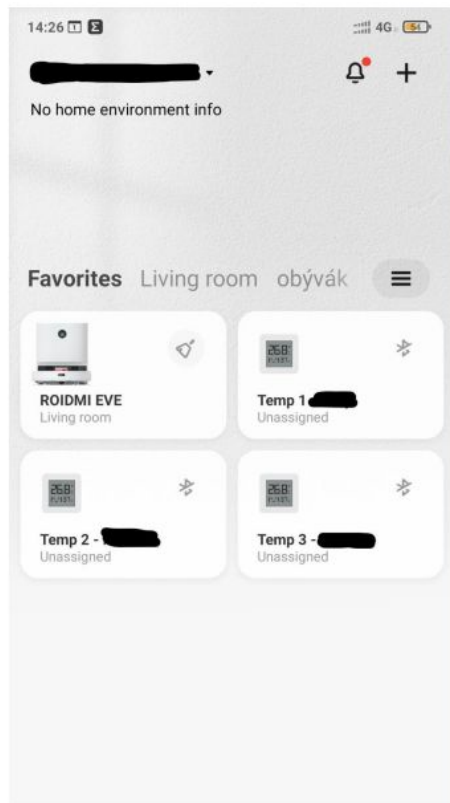 14:26 4G 54
No home environment info
Favorites Living room obývák
ROIDMI EVE
Living room
Temp 1
Unassigned
Temp 2 -
Unassigned
Temp 3 -
Unassigned